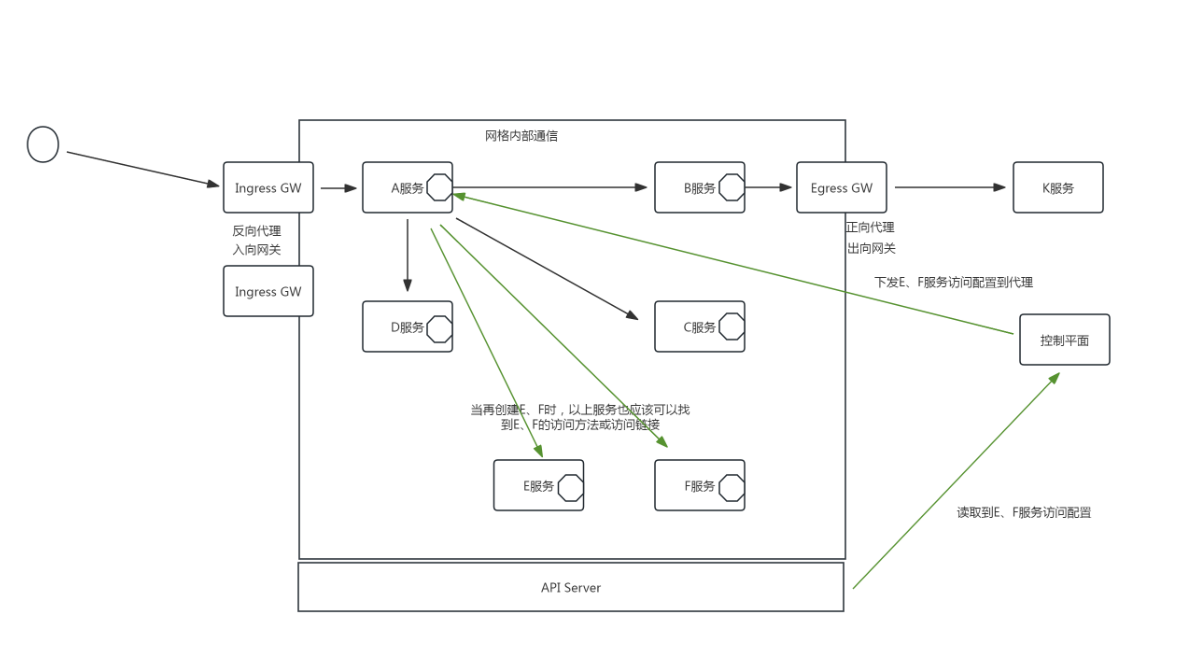 网格内部通信
Ingress GW
A服务
B服务
Egress GW
K服务
反向代理
入向网关
正向代理
出向网关
Ingress GW
下发E、F服务访问配置到代理
D服务
C服务
控制平面
当再创建E、F时，以上服务也应该可以找
到E、F的访问方法或访问链接
E服务
F服务
读取到E、F服务访问配置
API Server